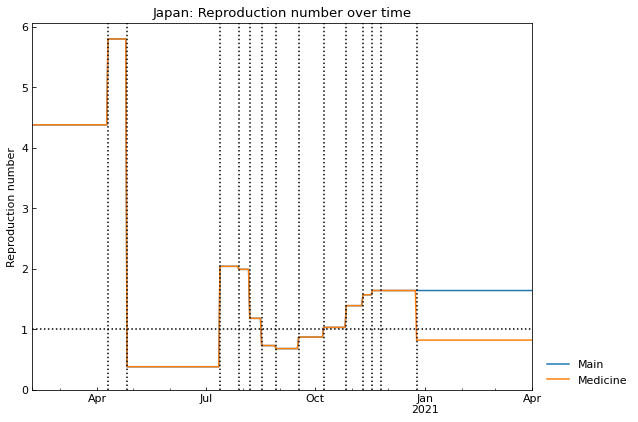 Japan: Reproduction number over time
Reproduction number
6
5
4
3
2
1
0
Apr
Jul
Oct
Jan
2021
Apr
Main
Medicine